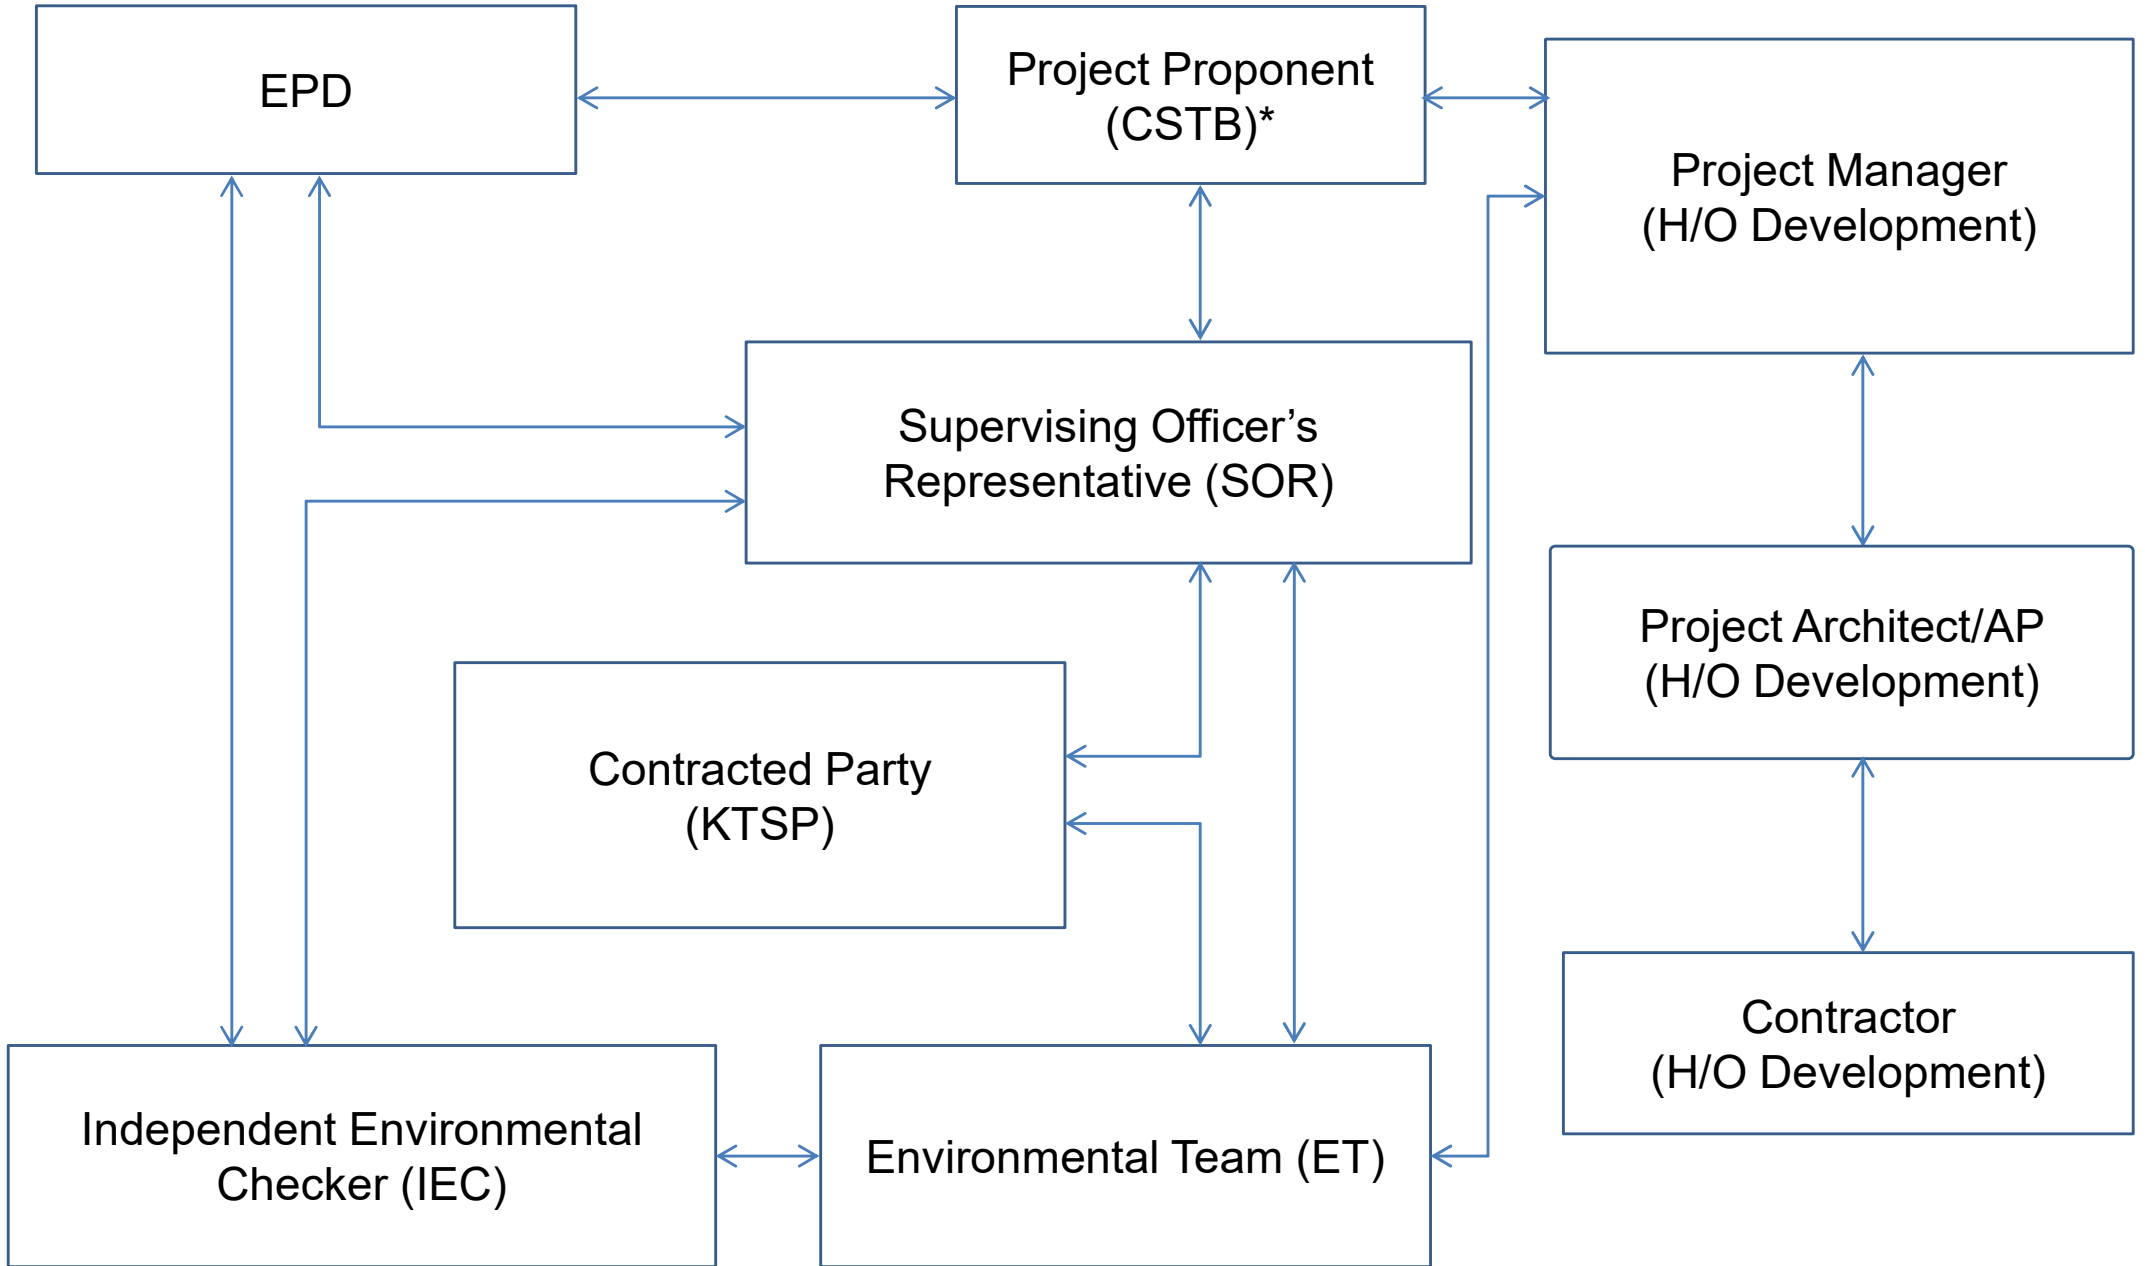 EPD
Project Proponent
(CSTB)*
Project Manager
(H/O Development)
Supervising Officer’s
Representative (SOR)
Project Architect/AP
(H/O Development)
Contracted Party
(KTSP)
Contractor
(H/O Development)
Independent Environmental
Checker (IEC)
Environmental Team (ET)